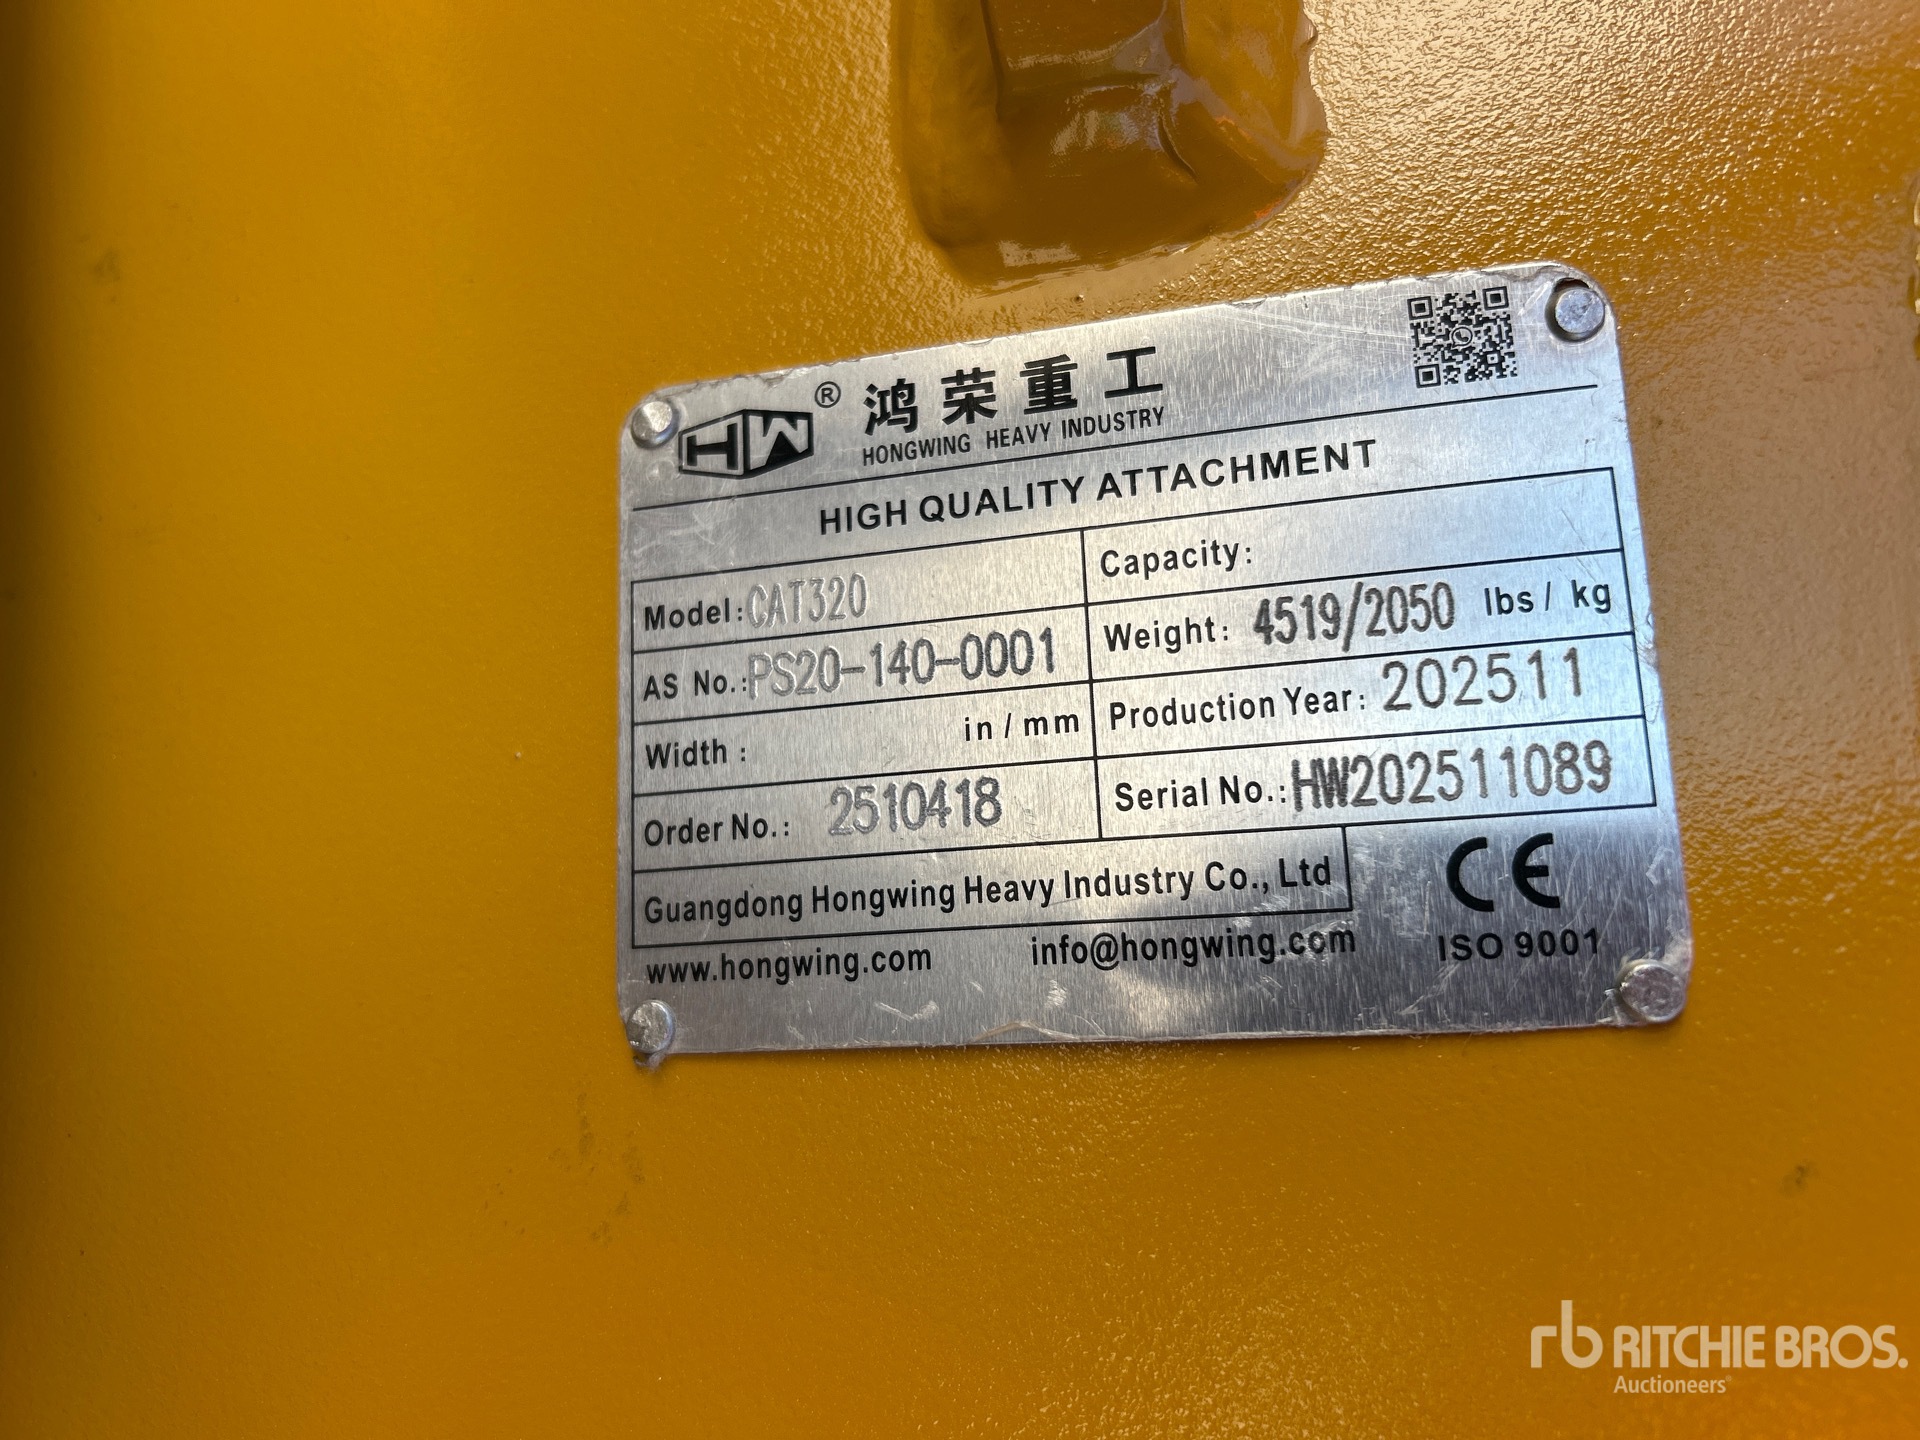 HW® 鸿荣重工
HONGWING HEAVY INDUSTRY
HIGH QUALITY ATTACHMENT
Model: CAT320
Capacity:
AS No.: PS20-140-0001
Weight: 4519/2050 lbs / kg
Width : in / mm
Production Year: 202511
Order No.: 2510418
Serial No.: HW202511089
Guangdong Hongwing Heavy Industry Co., Ltd
CE
www.hongwing.com info@hongwing.com
ISO 9001
rb RITCHIE BROS.
Auctioneers